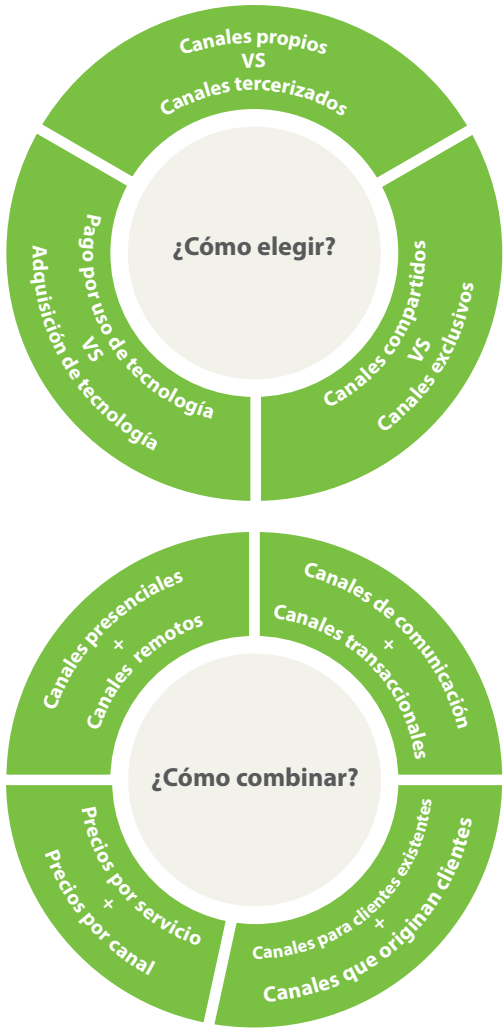 Canales propios
VS
Canales tercerizados
¿Cómo elegir?
Pago por uso de tecnología
VS
Adquisición de tecnología
Canales compartidos
VS
Canales exclusivos
Canales presenciales
+
Canales remotos
Canales de comunicación
+
Canales transaccionales
¿Cómo combinar?
Precios por servicio
+
Precios por canal
Canales para clientes existentes
+
Canales que originan clientes